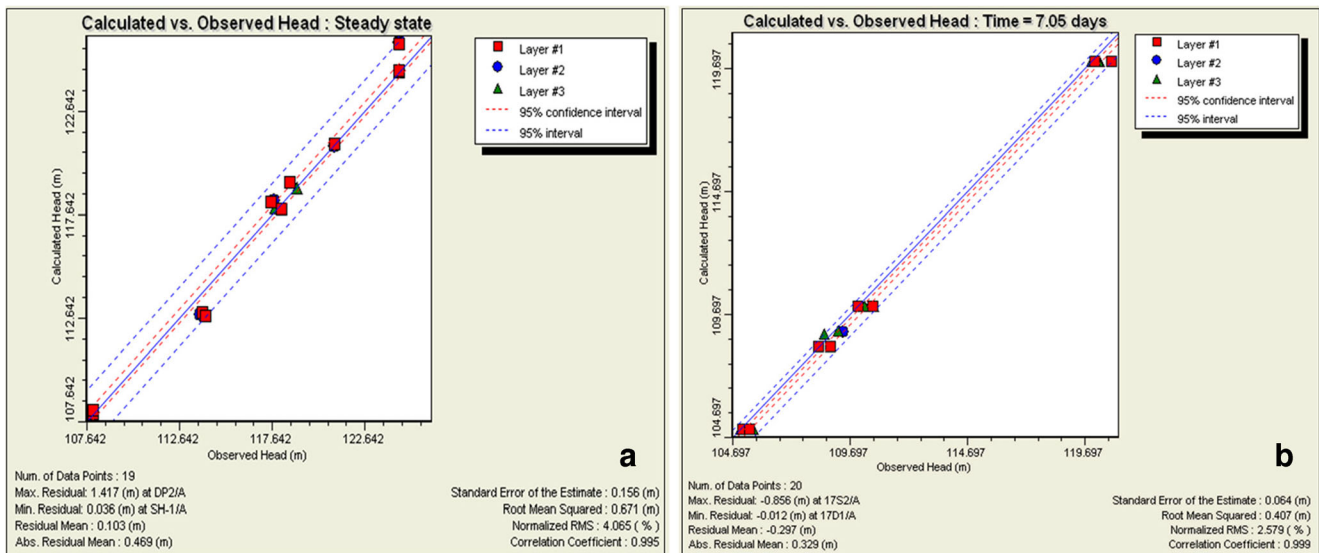 Calculated vs. Observed Head : Steady state
Layer #1
Layer #2
Layer #3
95% confidence interval
95% interval
Calculated Head (m)
122.642
117.642
112.642
107.642
107.642 112.642 117.642 122.642
Observed Head (m)
a
Num. of Data Points : 19
Max. Residual: 1.417 (m) at DP2/A
Min. Residual: 0.036 (m) at SH-1/A
Residual Mean : 0.103 (m)
Abs. Residual Mean : 0.469 (m)
Standard Error of the Estimate : 0.156 (m)
Root Mean Squared : 0.671 (m)
Normalized RMS : 4.065 ( % )
Correlation Coefficient : 0.995
Calculated vs. Observed Head : Time = 7.05 days
Layer #1
Layer #2
Layer #3
95% confidence interval
95% interval
Calculated Head (m)
119.697
114.697
109.697
104.697
104.697 109.697 114.697 119.697
Observed Head (m)
b
Num. of Data Points : 20
Max. Residual: -0.856 (m) at 17S2/A
Min. Residual: -0.012 (m) at 17D1/A
Residual Mean : -0.297 (m)
Abs. Residual Mean : 0.329 (m)
Standard Error of the Estimate : 0.064 (m)
Root Mean Squared : 0.407 (m)
Normalized RMS : 2.579 ( % )
Correlation Coefficient : 0.999